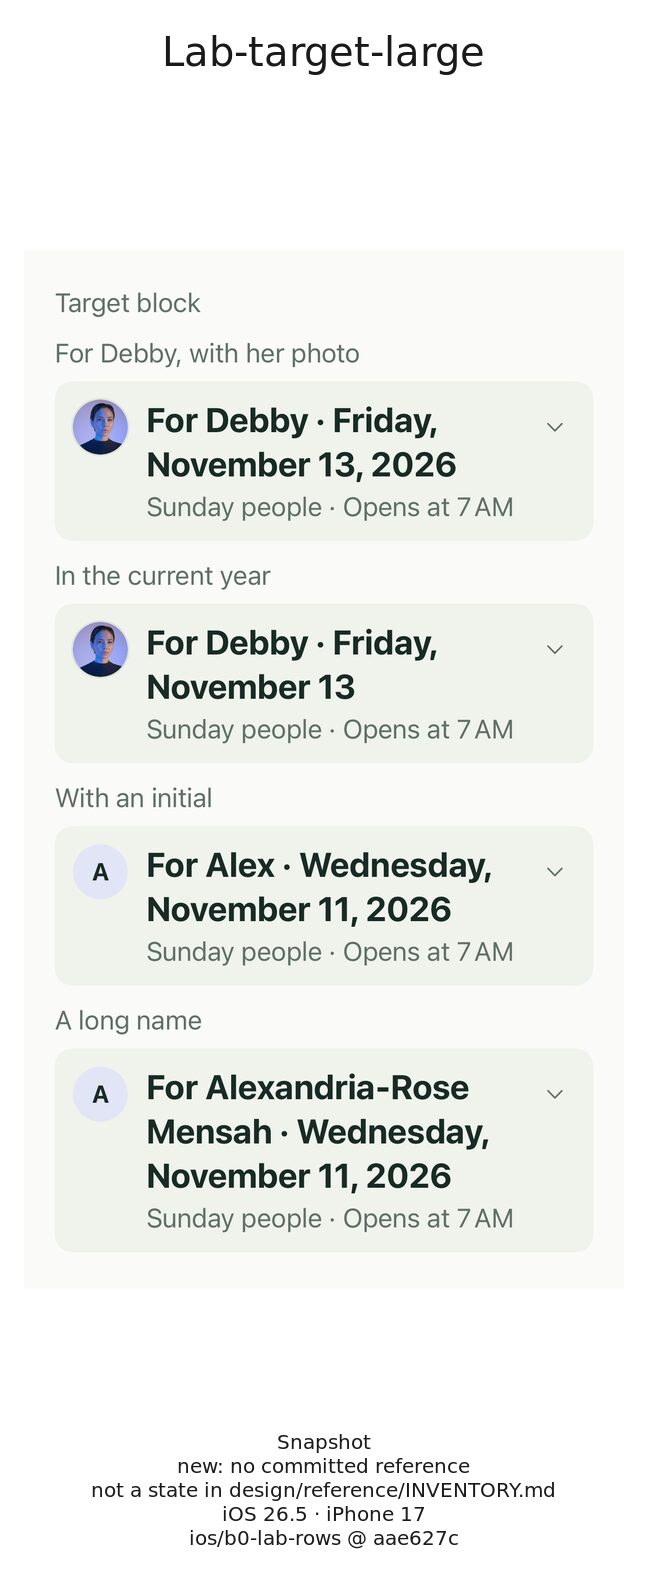 Lab-target-large
Target block
For Debby, with her photo
For Debby · Friday,
November 13, 2026
Sunday people · Opens at 7 AM
In the current year
For Debby · Friday,
November 13
Sunday people · Opens at 7 AM
With an initial
A
For Alex · Wednesday,
November 11, 2026
Sunday people · Opens at 7 AM
A long name
A
For Alexandria-Rose
Mensah · Wednesday,
November 11, 2026
Sunday people · Opens at 7 AM
Snapshot
new: no committed reference
not a state in design/reference/INVENTORY.md
iOS 26.5 · iPhone 17
ios/b0-lab-rows @ aae627c